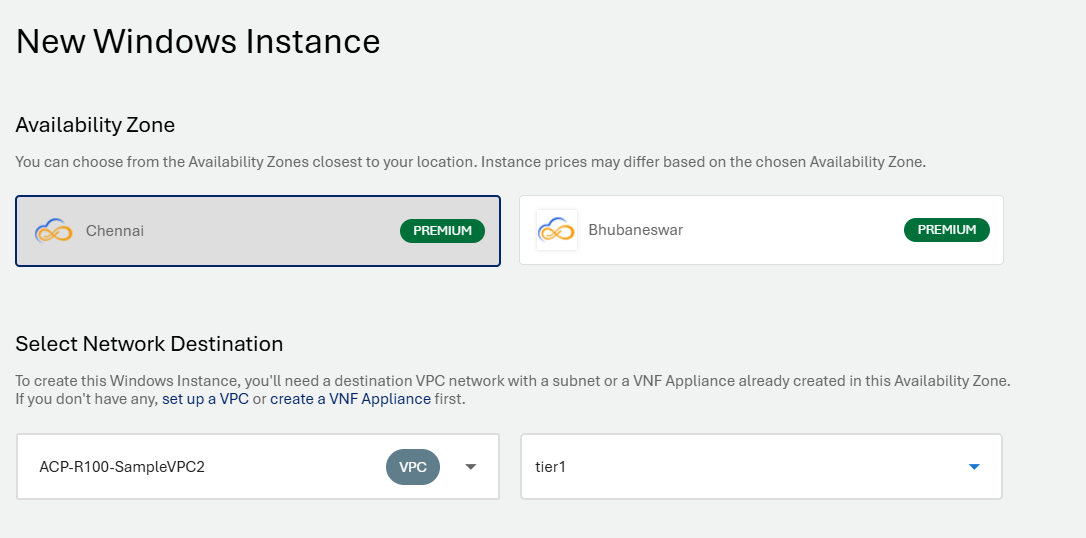 New Windows Instance
Availability Zone
You can choose from the Availability Zones closest to your location. Instance prices may differ based on the chosen Availability Zone.
Chennai PREMIUM Bhubaneswar PREMIUM
Select Network Destination
To create this Windows Instance, you'll need a destination VPC network with a subnet or a VNF Appliance already created in this Availability Zone.
If you don't have any, set up a VPC or create a VNF Appliance first.
ACP-R100-SampleVPC2 VPC tier1